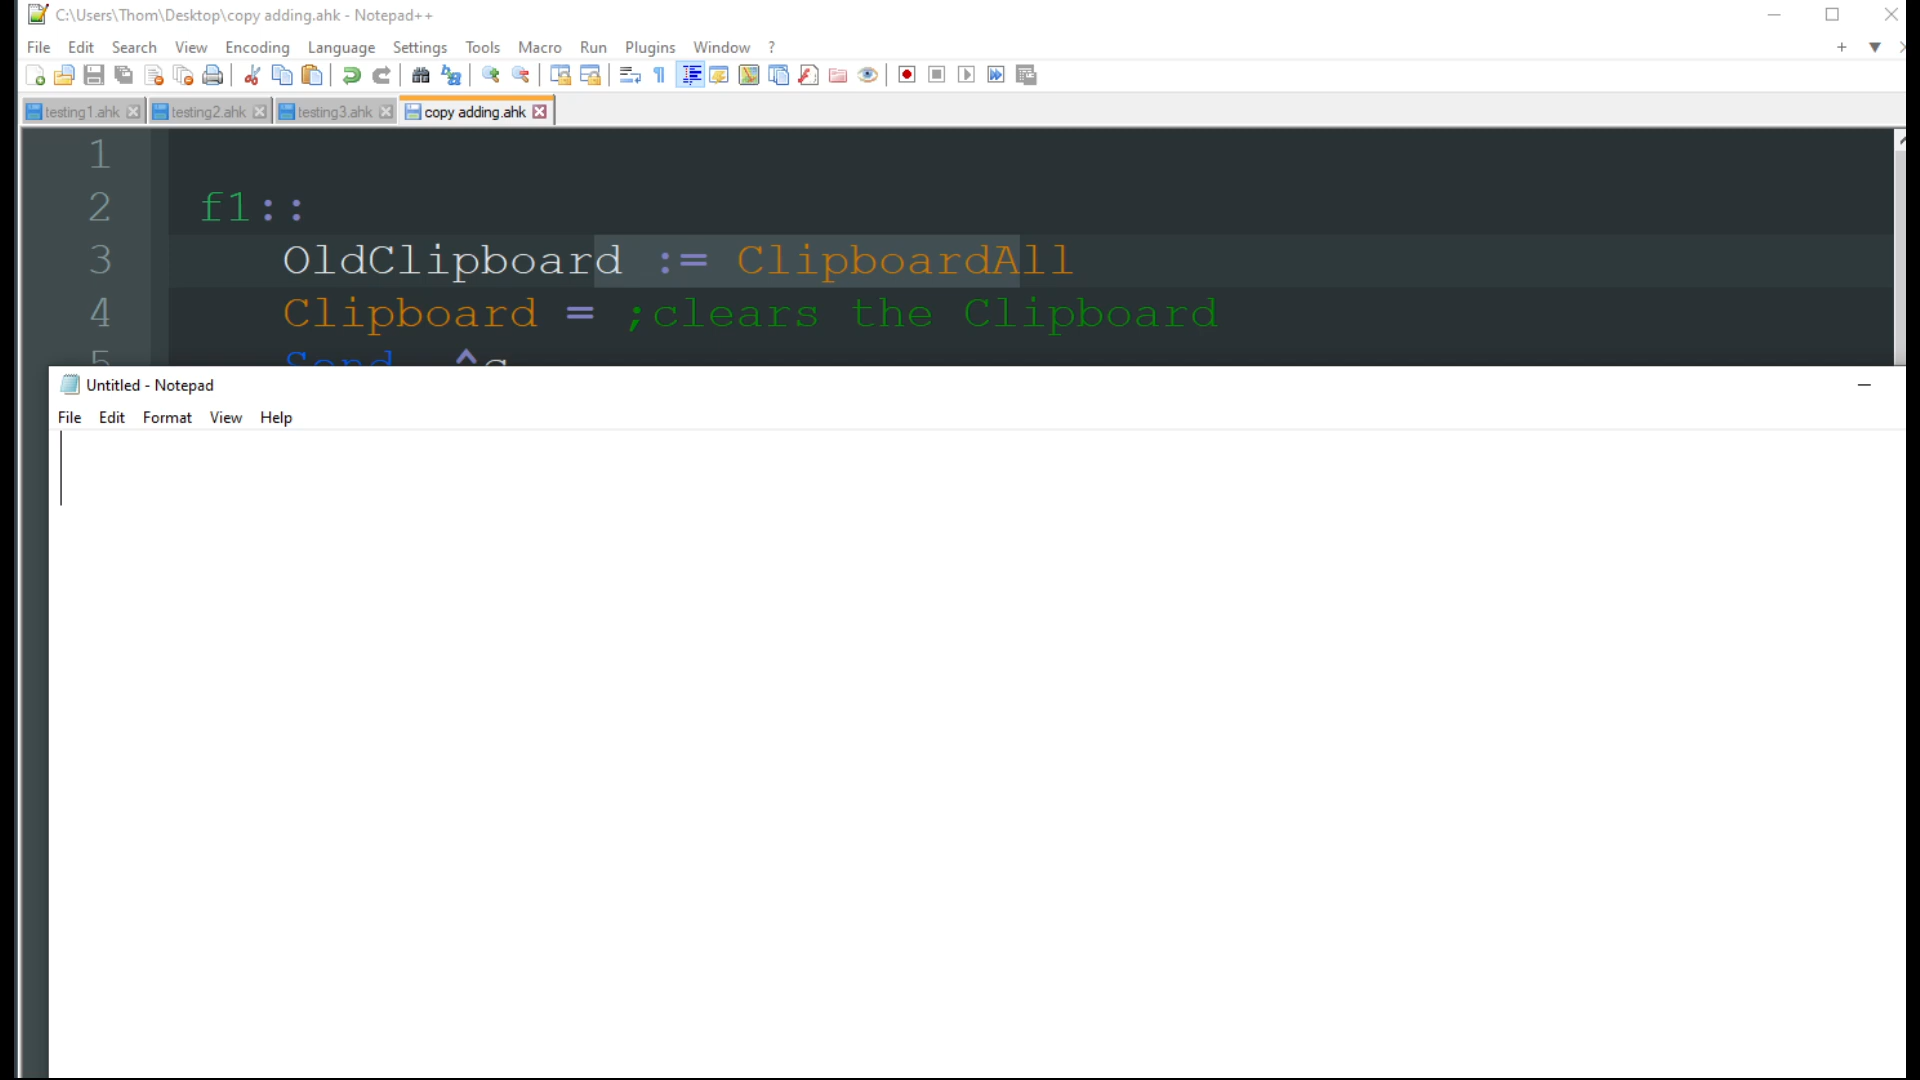 C:\Users\Thom\Desktop\copy adding.ahk - Notepad++
File Edit Search View Encoding Language Settings Tools Macro Run Plugins Window ?
testing1.ahk testing2.ahk testing3.ahk copy adding.ahk
1
2 f1::
3 OldClipboard := ClipboardAll
4 Clipboard = ;clears the Clipboard
5 Send, ^c
Untitled - Notepad
File Edit Format View Help